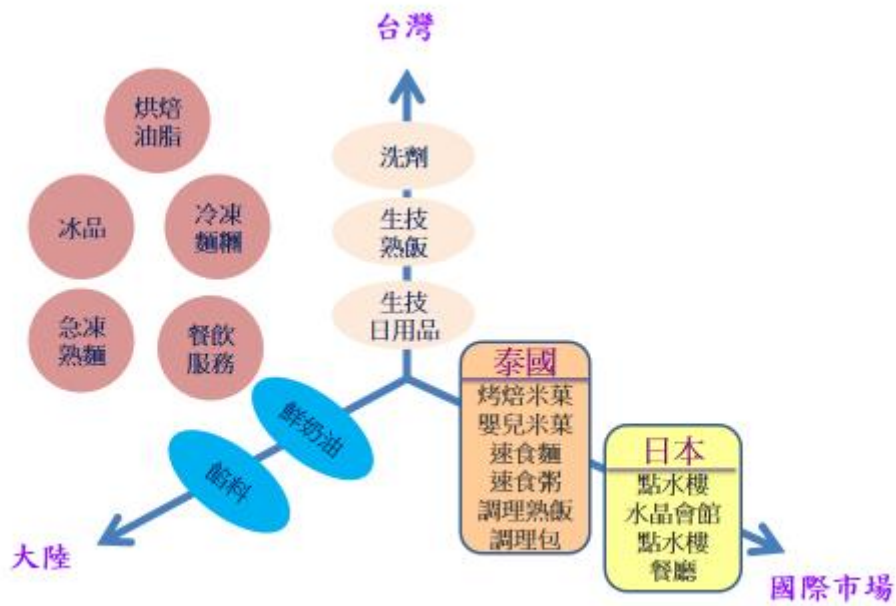 台灣
烘焙
油脂
冰品
冷凍
麵糰
急凍
熟麵
餐飲
服務
洗劑
生技
熟飯
生技
日用品
鮮奶油
餡料
大陸
泰國
烤焙米菓
嬰兒米菓
速食麵
速食粥
調理熟飯
調理包
日本
點水樓
水晶會館
點水樓
餐廳
國際市場